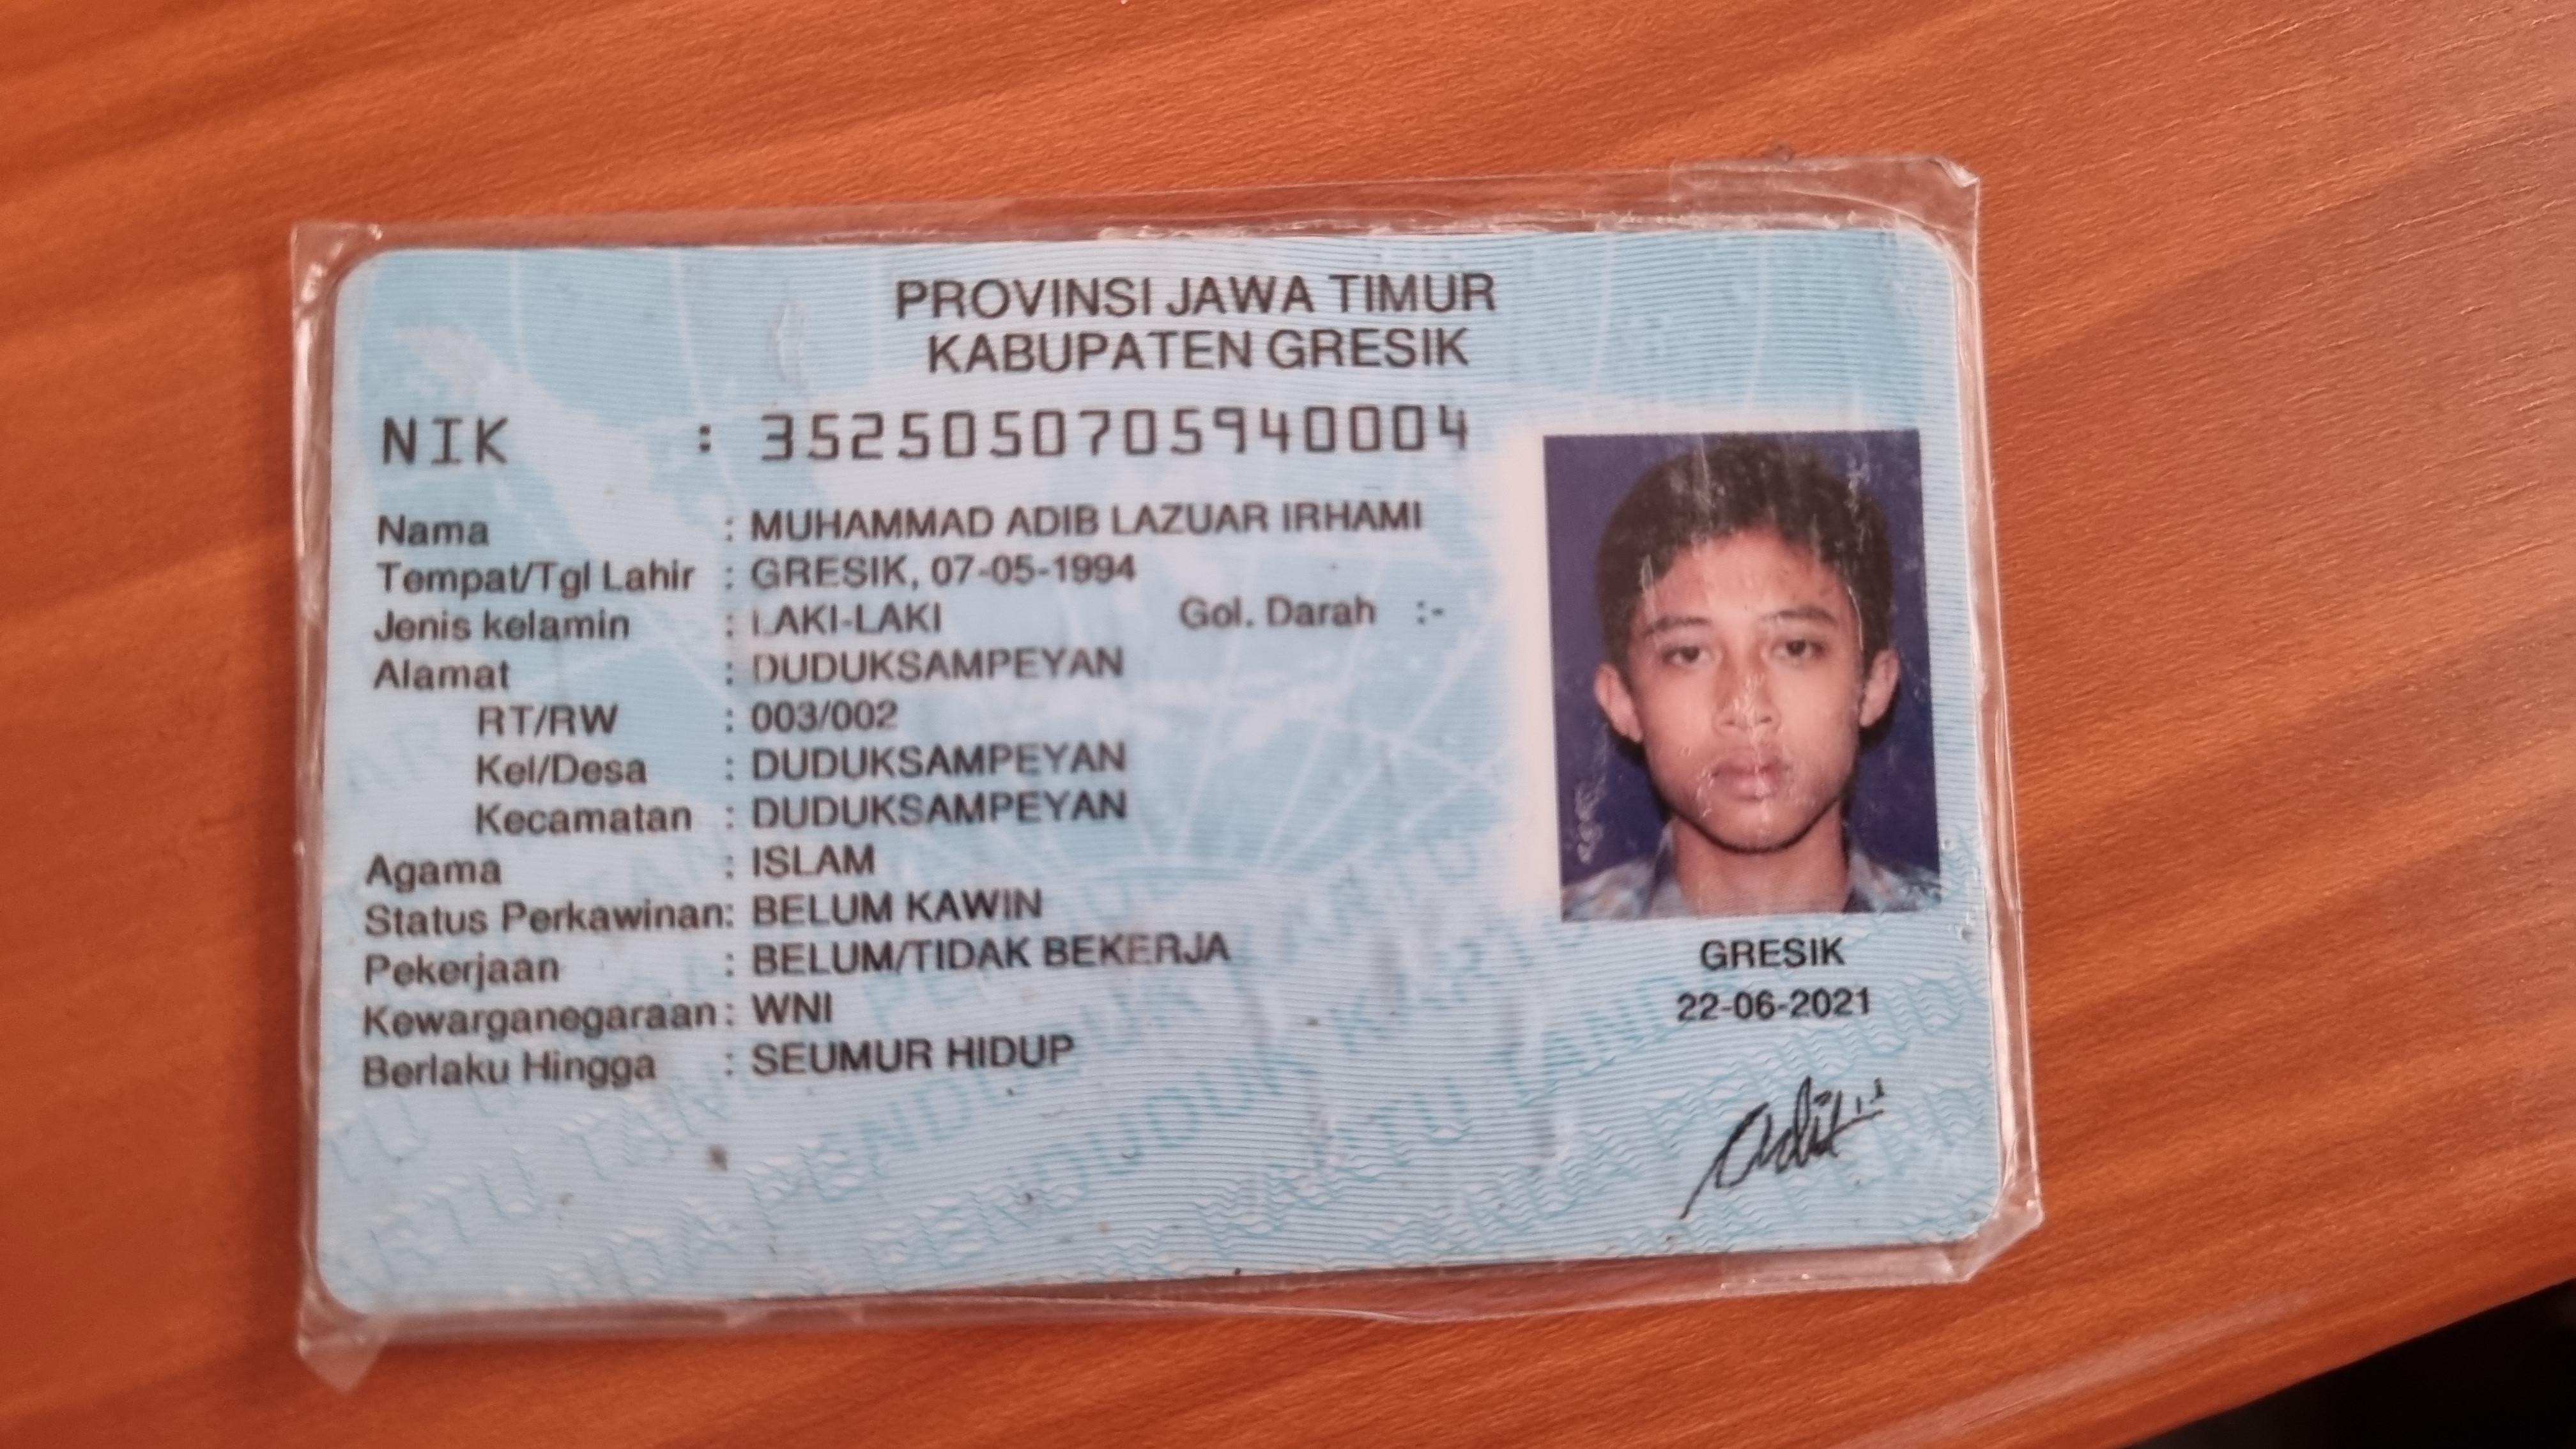 PROVINSI JAWA TIMUR
KABUPATEN GRESIK
NIK : 3525050705940004
Nama : MUHAMMAD ADIB LAZUAR IRHAMI
Tempat/Tgl Lahir : GRESIK, 07-05-1994
Jenis kelamin : LAKI-LAKI Gol. Darah :-
Alamat : DUDUKSAMPEYAN
RT/RW : 003/002
Kel/Desa : DUDUKSAMPEYAN
Kecamatan : DUDUKSAMPEYAN
Agama : ISLAM
Status Perkawinan: BELUM KAWIN
Pekerjaan : BELUM/TIDAK BEKERJA
Kewarganegaraan: WNI
Berlaku Hingga : SEUMUR HIDUP
GRESIK
22-06-2021